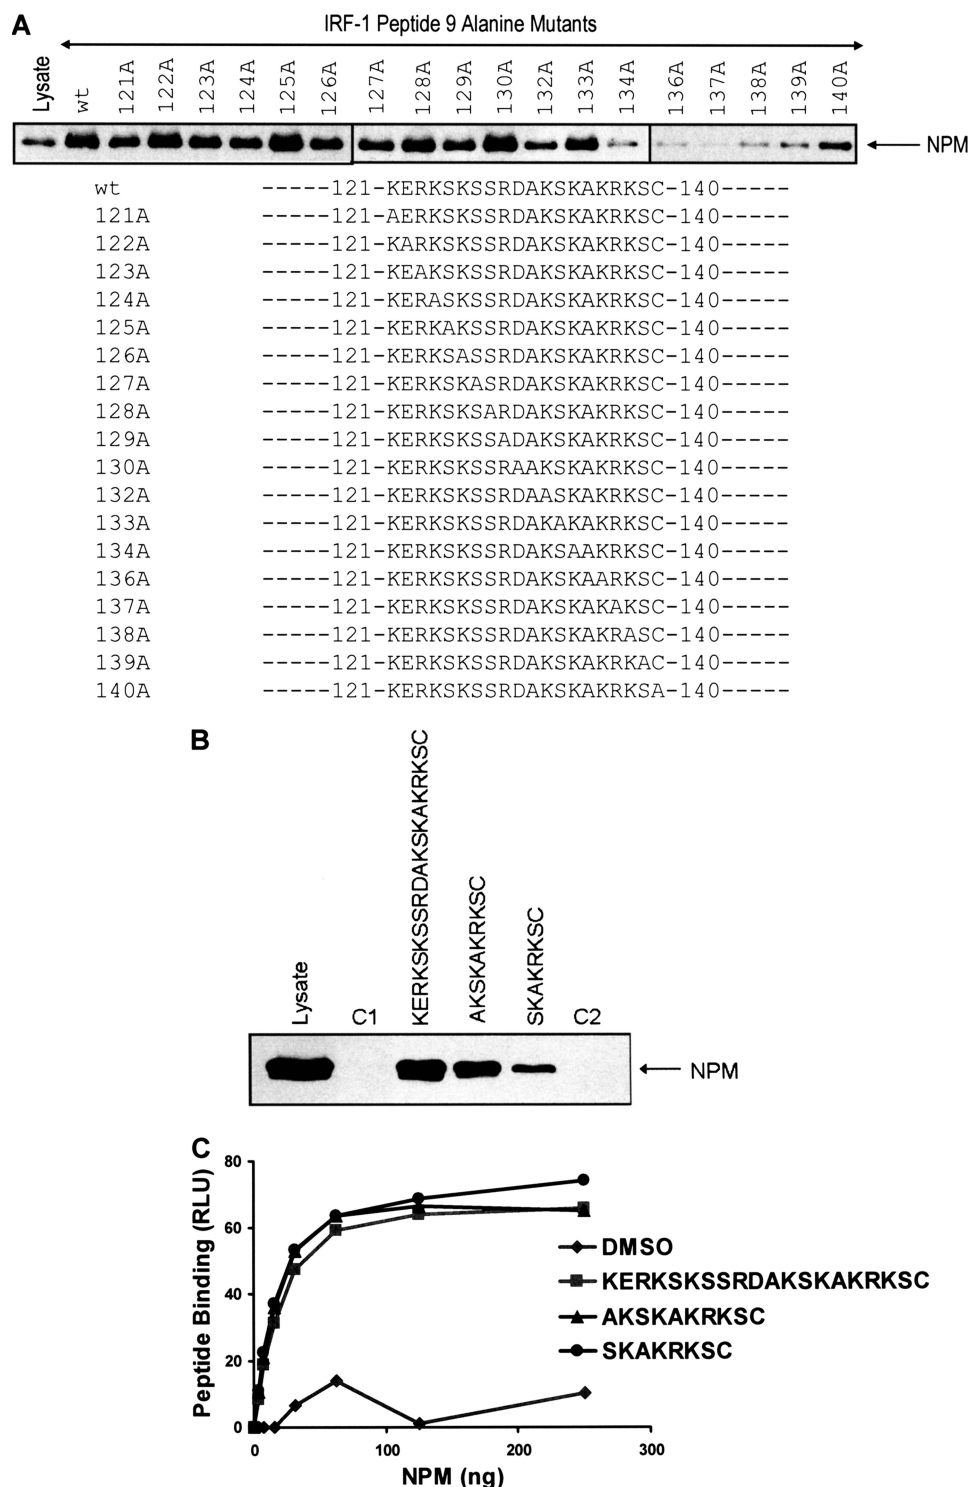 A
IRF-1 Peptide 9 Alanine Mutants
Lysate wt 121A 122A 123A 124A 125A 126A 127A 128A 129A 130A 132A 133A 134A 136A 137A 138A 139A 140A
NPM
wt -----121-KERKSKSSRDAKSKAKRKSC-140-----
121A -----121-AERKSKSSRDAKSKAKRKSC-140-----
122A -----121-KARKSKSSRDAKSKAKRKSC-140-----
123A -----121-KEAKSKSSRDAKSKAKRKSC-140-----
124A -----121-KERASKSSRDAKSKAKRKSC-140-----
125A -----121-KERKAKSSRDAKSKAKRKSC-140-----
126A -----121-KERKSASSRDAKSKAKRKSC-140-----
127A -----121-KERKSKASRDAKSKAKRKSC-140-----
128A -----121-KERKSKSARDAKSKAKRKSC-140-----
129A -----121-KERKSKSSADAKSKAKRKSC-140-----
130A -----121-KERKSKSSRAAKSKAKRKSC-140-----
132A -----121-KERKSKSSRDAASKAKRKSC-140-----
133A -----121-KERKSKSSRDAKAKAKRKSC-140-----
134A -----121-KERKSKSSRDAKSAAKRKSC-140-----
136A -----121-KERKSKSSRDAKSKAARKSC-140-----
137A -----121-KERKSKSSRDAKSKAKAKSC-140-----
138A -----121-KERKSKSSRDAKSKAKRASC-140-----
139A -----121-KERKSKSSRDAKSKAKRKAC-140-----
140A -----121-KERKSKSSRDAKSKAKRKSA-140-----
B
Lysate C1 KERKSKSSRDAKSKAKRKSC AKSKAKRKSC SKAKRKSC C2
NPM
C
Peptide Binding (RLU)
80
60
40
20
0
DMSO
KERKSKSSRDAKSKAKRKSC
AKSKAKRKSC
SKAKRKSC
0 100 200 300
NPM (ng)